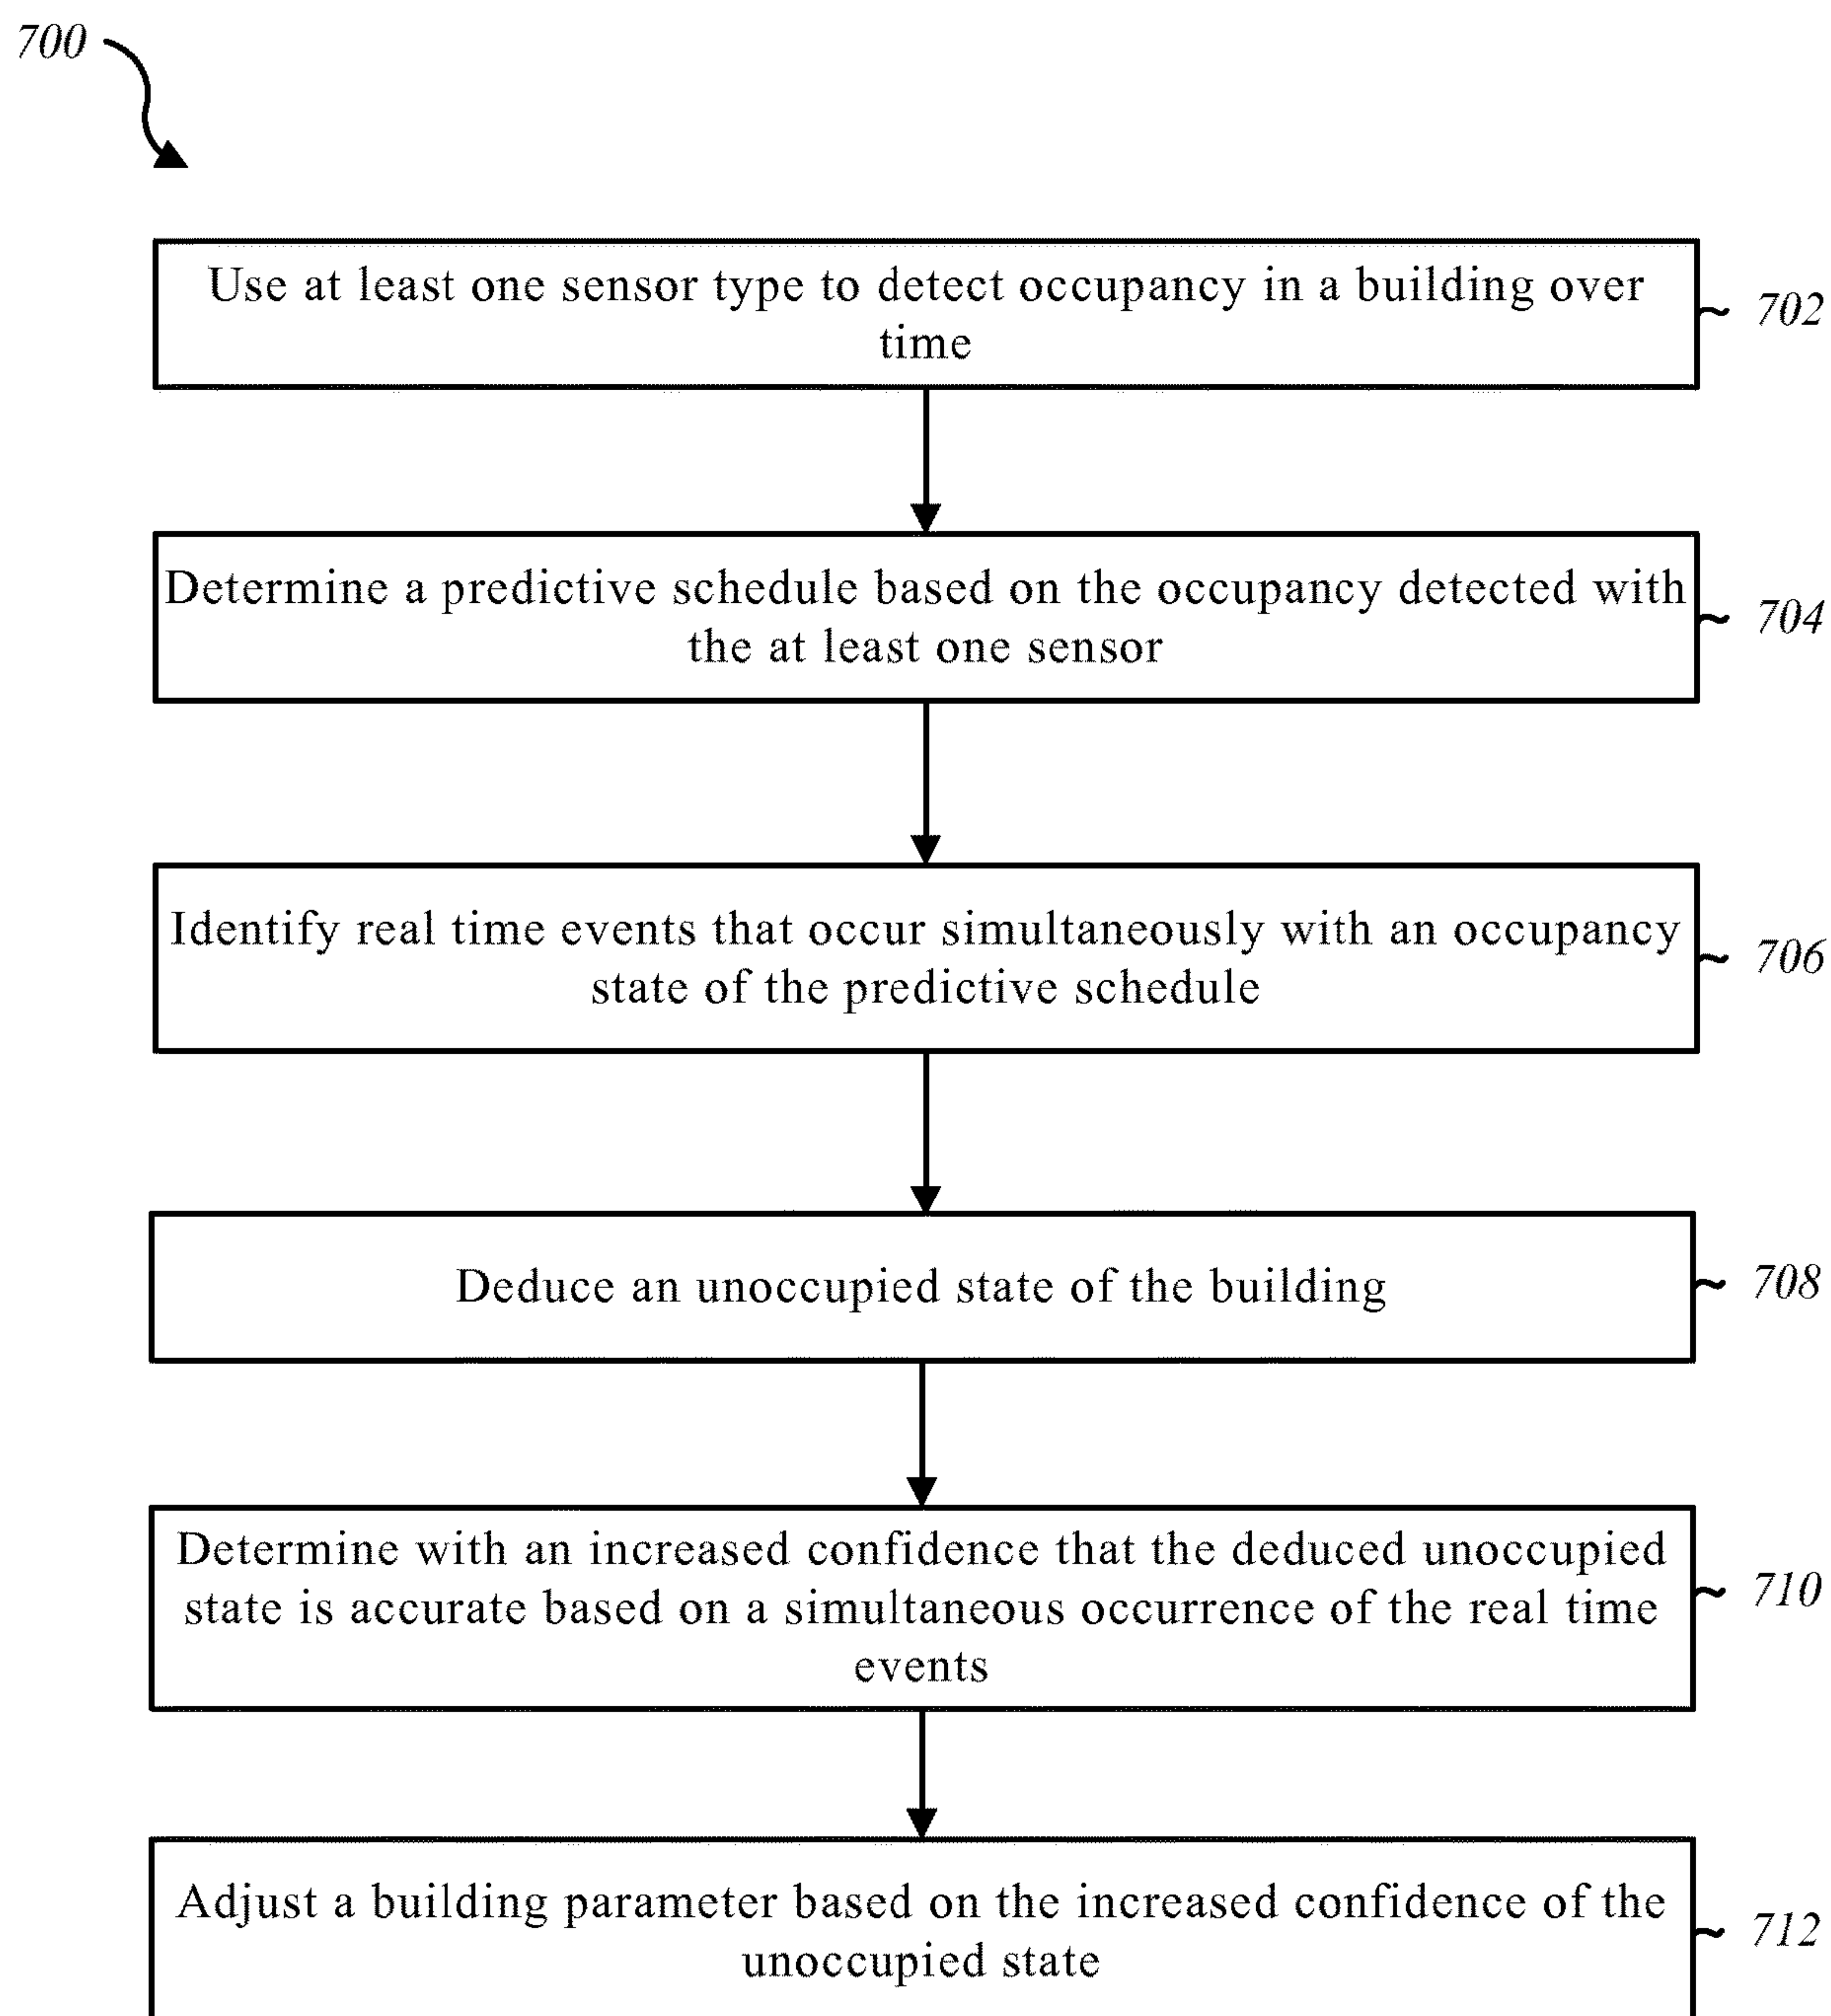 700
Use at least one sensor type to detect occupancy in a building over
time
702
Determine a predictive schedule based on the occupancy detected with
the at least one sensor
704
Identify real time events that occur simultaneously with an occupancy
state of the predictive schedule
706
Deduce an unoccupied state of the building
708
Determine with an increased confidence that the deduced unoccupied
state is accurate based on a simultaneous occurrence of the real time
events
710
Adjust a building parameter based on the increased confidence of the
unoccupied state
712